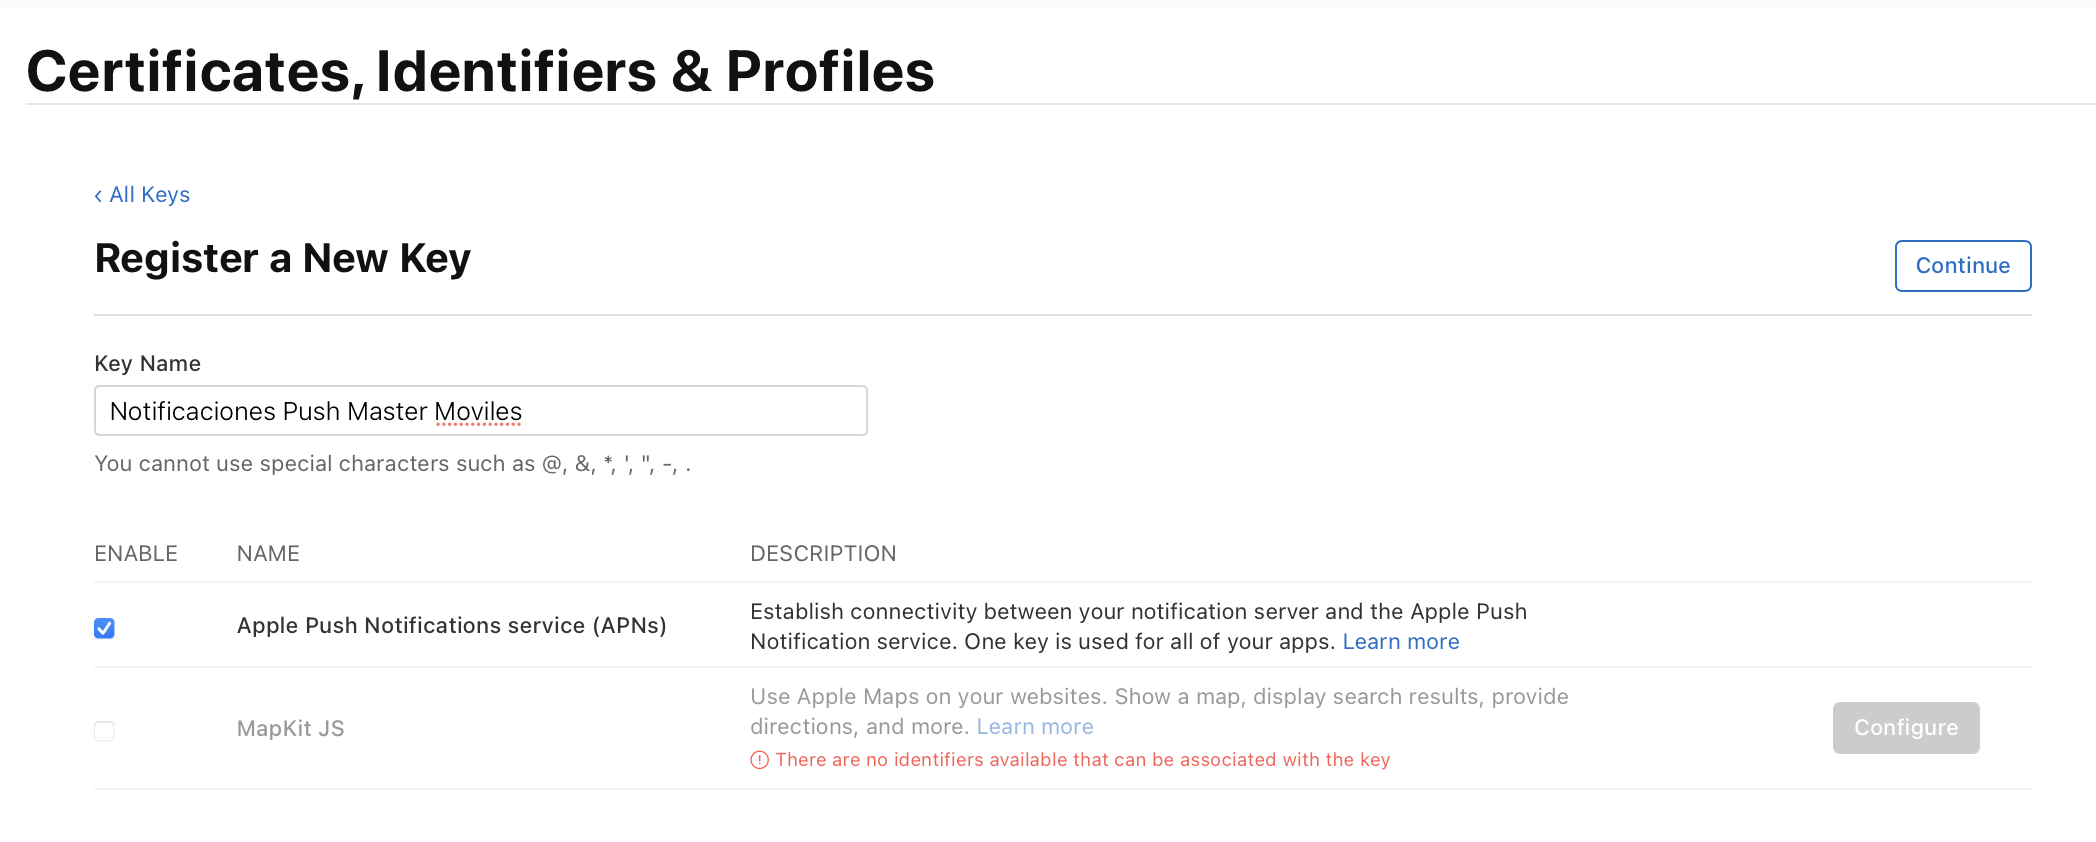 Certificates, Identifiers & Profiles
‹ All Keys
Register a New Key
Continue
Key Name
Notificaciones Push Master Moviles
You cannot use special characters such as @, &, *, ', ", -, .
ENABLE NAME DESCRIPTION
Apple Push Notifications service (APNs)
Establish connectivity between your notification server and the Apple Push
Notification service. One key is used for all of your apps. Learn more
MapKit JS
Use Apple Maps on your websites. Show a map, display search results, provide
directions, and more. Learn more
There are no identifiers available that can be associated with the key
Configure